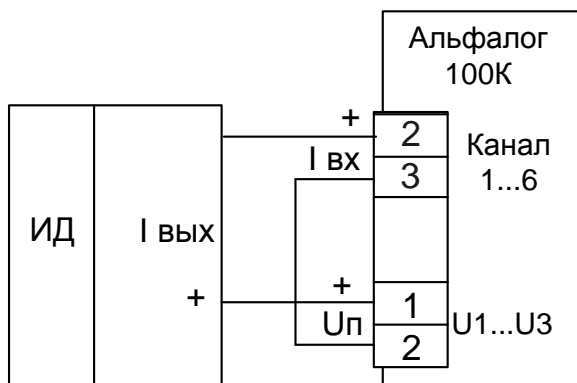 Альфалог
100К
+
2
Канал
I вх
3
1...6
ИД
I вых
+
+
1
Uп
U1...U3
2